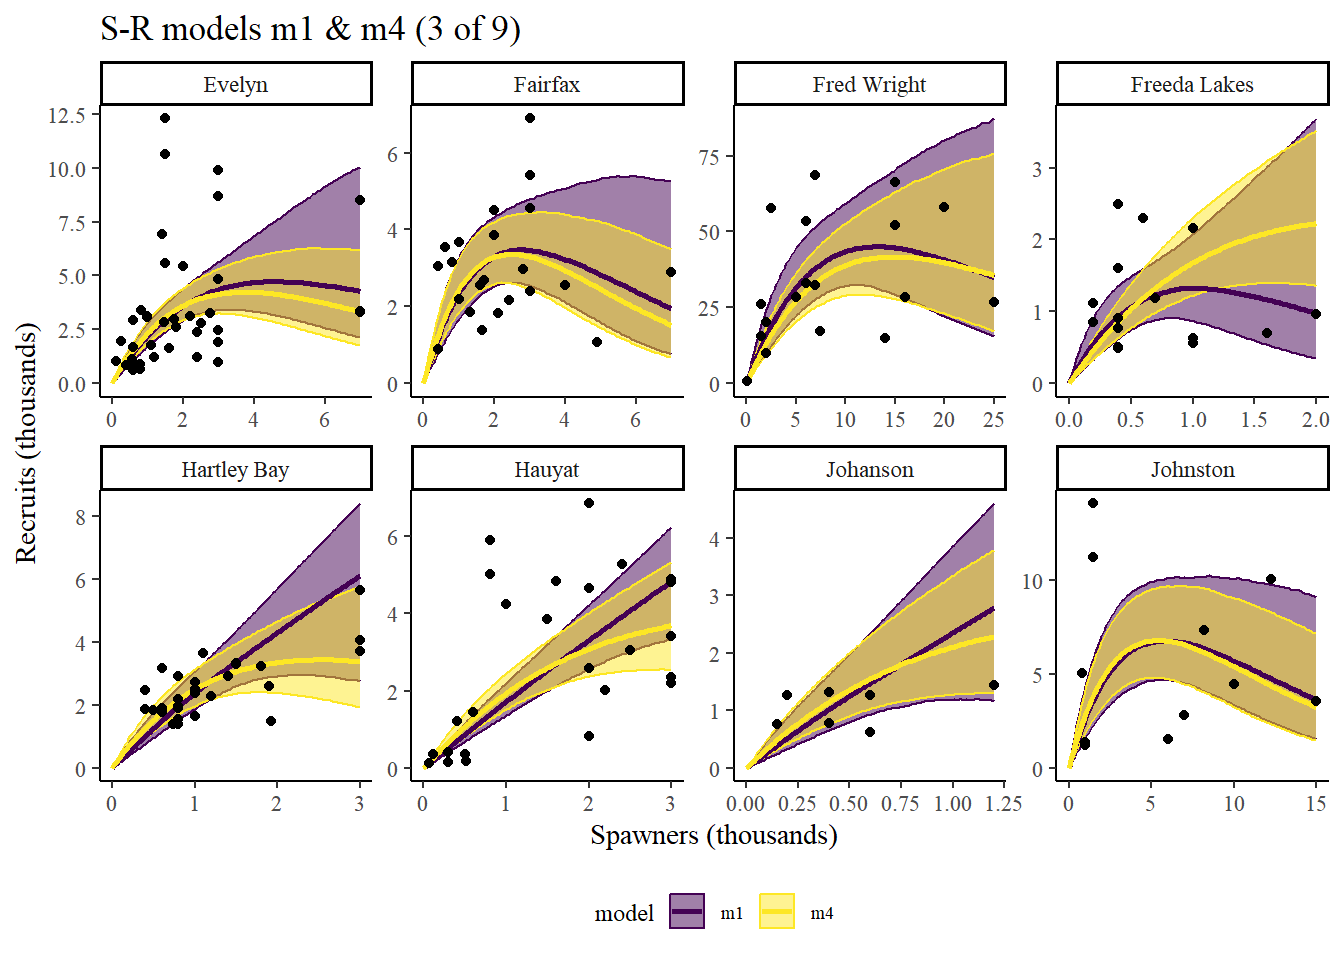 S-R models m1 & m4 (3 of 9)
Evelyn Fairfax Fred Wright Freeda Lakes
12.5
10.0
7.5
5.0
2.5
0.0
6
4
2
0
75
50
25
0
3
2
1
0
0 2 4 6
0 2 4 6
0 5 10 15 20 25
0.0 0.5 1.0 1.5 2.0
Hartley Bay Hauyat Johanson Johnston
8
6
4
2
0
6
4
2
0
4
3
2
1
0
10
5
0
0 1 2 3
0 1 2 3
0.00 0.25 0.50 0.75 1.00 1.25
0 5 10 15
Recruits (thousands)
Spawners (thousands)
model m1 m4